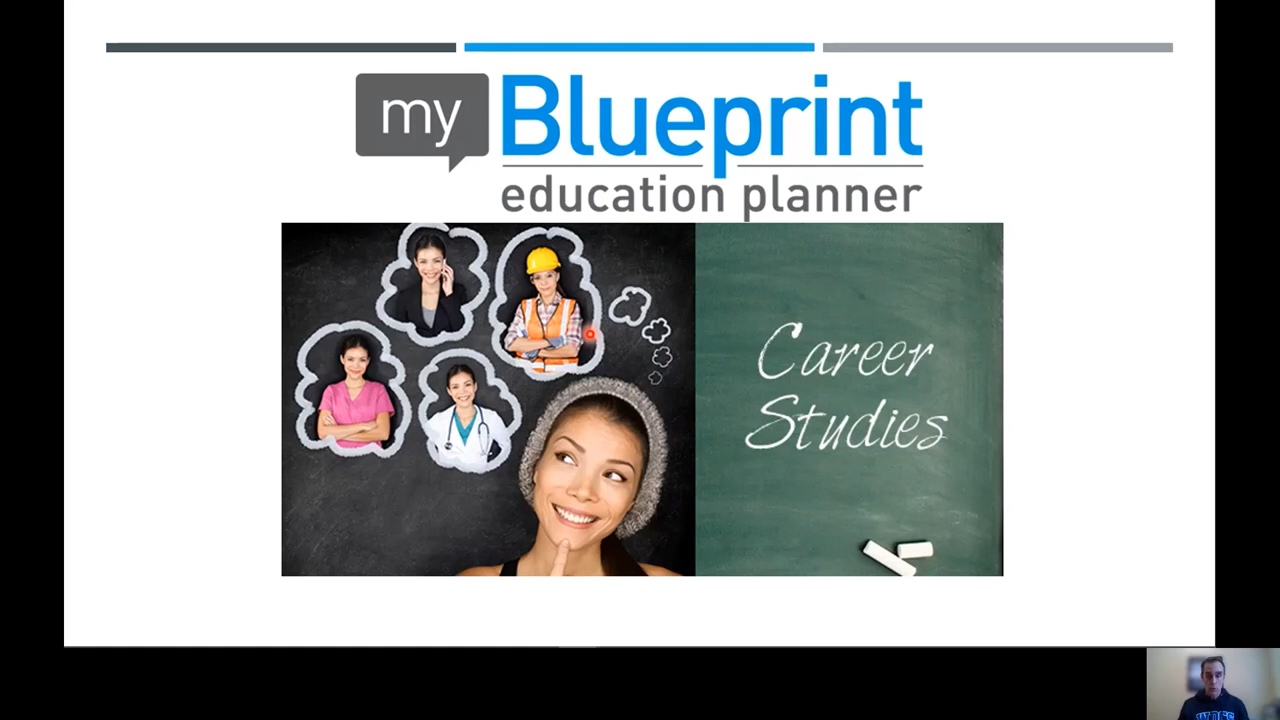 my Blueprint
education planner
Career
Studies